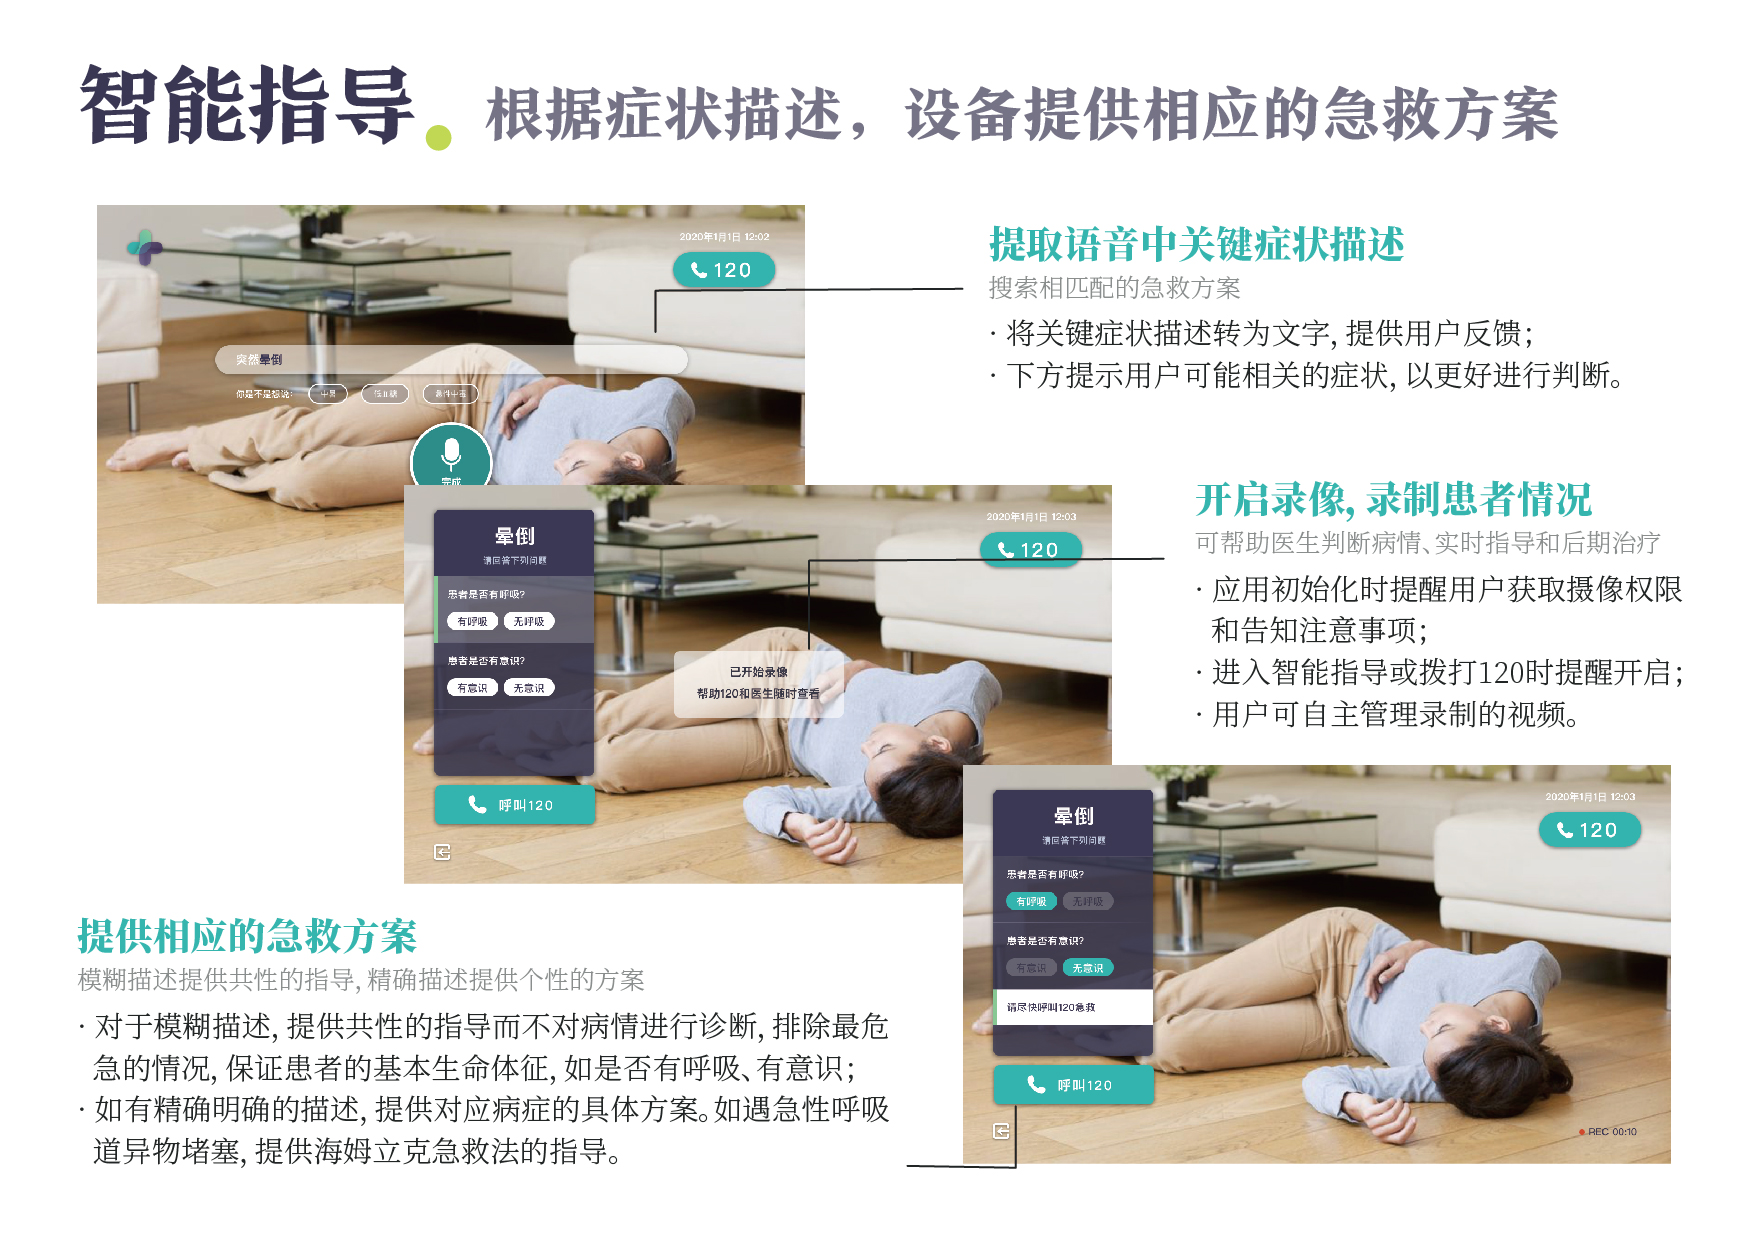 智能指导
根据症状描述，设备提供相应的急救方案
2020年1月1日 12:02
120
突然晕倒
你是不是想说：
中暑
低血糖
急性中毒
完成
提取语音中关键症状描述
搜索相匹配的急救方案
· 将关键症状描述转为文字, 提供用户反馈；
· 下方提示用户可能相关的症状, 以更好进行判断。
2020年1月1日 12:03
120
晕倒
请回答下列问题
患者是否有呼吸?
有呼吸 无呼吸
患者是否有意识?
有意识 无意识
已开始录像
帮助120和医生随时查看
呼叫120
开启录像, 录制患者情况
可帮助医生判断病情、实时指导和后期治疗
· 应用初始化时提醒用户获取摄像权限
和告知注意事项；
· 进入智能指导或拨打120时提醒开启；
· 用户可自主管理录制的视频。
2020年1月1日 12:03
120
晕倒
请回答下列问题
患者是否有呼吸?
有呼吸 无呼吸
患者是否有意识?
有意识 无意识
请尽快呼叫120急救
呼叫120
REC 00:10
提供相应的急救方案
模糊描述提供共性的指导, 精确描述提供个性的方案
· 对于模糊描述, 提供共性的指导而不对病情进行诊断, 排除最危
急的情况, 保证患者的基本生命体征, 如是否有呼吸、有意识；
· 如有精确明确的描述, 提供对应病症的具体方案。如遇急性呼吸
道异物堵塞, 提供海姆立克急救法的指导。